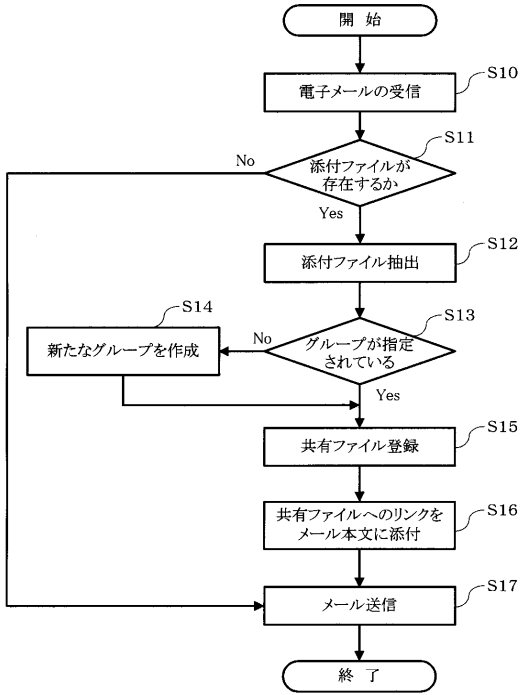 開 始
電子メールの受信
S10
添付ファイルが
存在するか
S11
No
Yes
添付ファイル抽出
S12
グループが指定
されている
S13
No
Yes
新たなグループを作成
S14
共有ファイル登録
S15
共有ファイルへのリンクを
メール本文に添付
S16
メール送信
S17
終 了